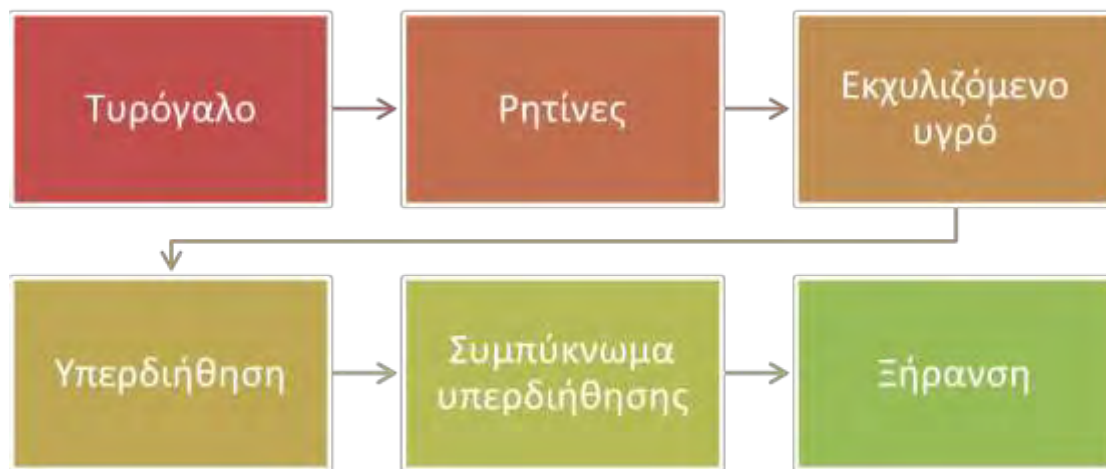 Τυρόγαλο
Ρητίνες
Εκχυλιζόμενο
υγρό
Υπερδιήθηση
Συμπύκνωμα
υπερδιήθησης
Ξήρανση